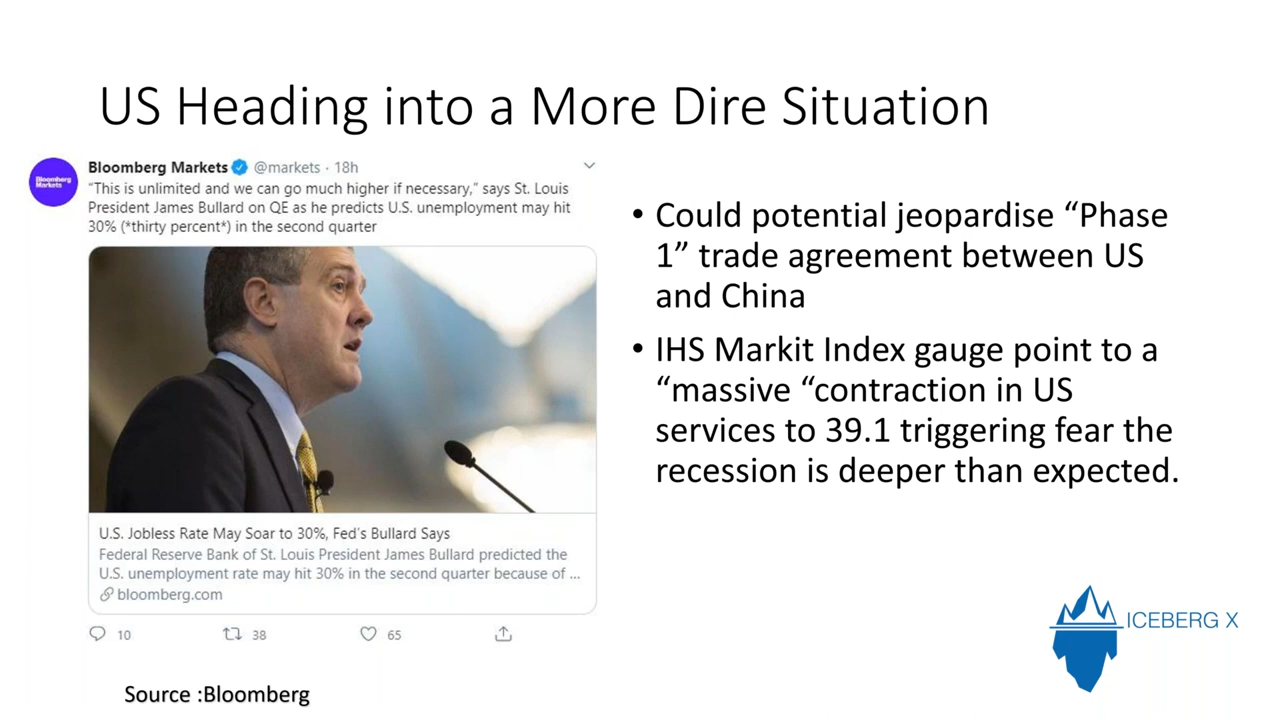 US Heading into a More Dire Situation
Bloomberg Markets @markets · 18h
Bloomberg
Markets
“This is unlimited and we can go much higher if necessary,” says St. Louis
President James Bullard on QE as he predicts U.S. unemployment may hit
30% (*thirty percent*) in the second quarter
U.S. Jobless Rate May Soar to 30%, Fed’s Bullard Says
Federal Reserve Bank of St. Louis President James Bullard predicted the
U.S. unemployment rate may hit 30% in the second quarter because of ...
bloomberg.com
10 38 65
Source :Bloomberg
• Could potential jeopardise “Phase
1” trade agreement between US
and China
• IHS Markit Index gauge point to a
“massive “contraction in US
services to 39.1 triggering fear the
recession is deeper than expected.
ICEBERG X